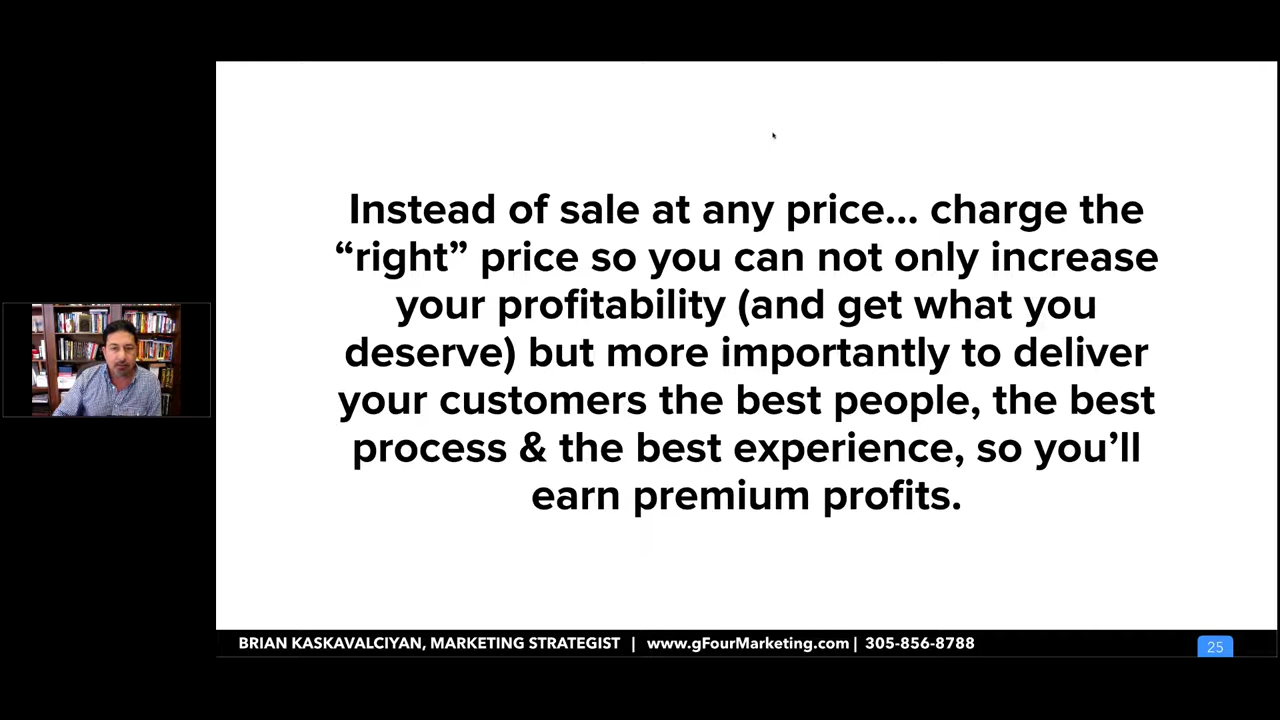 Instead of sale at any price... charge the
“right” price so you can not only increase
your profitability (and get what you
deserve) but more importantly to deliver
your customers the best people, the best
process & the best experience, so you’ll
earn premium profits.
BRIAN KASKAVALCIYAN, MARKETING STRATEGIST | www.gFourMarketing.com | 305-856-8788
25